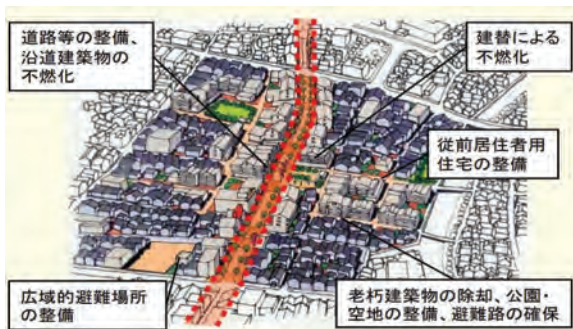 道路等の整備、
沿道建築物の
不燃化
建替による
不燃化
従前居住者用
住宅の整備
広域的避難場所
の整備
老朽建築物の除却、公園・
空地の整備、避難路の確保